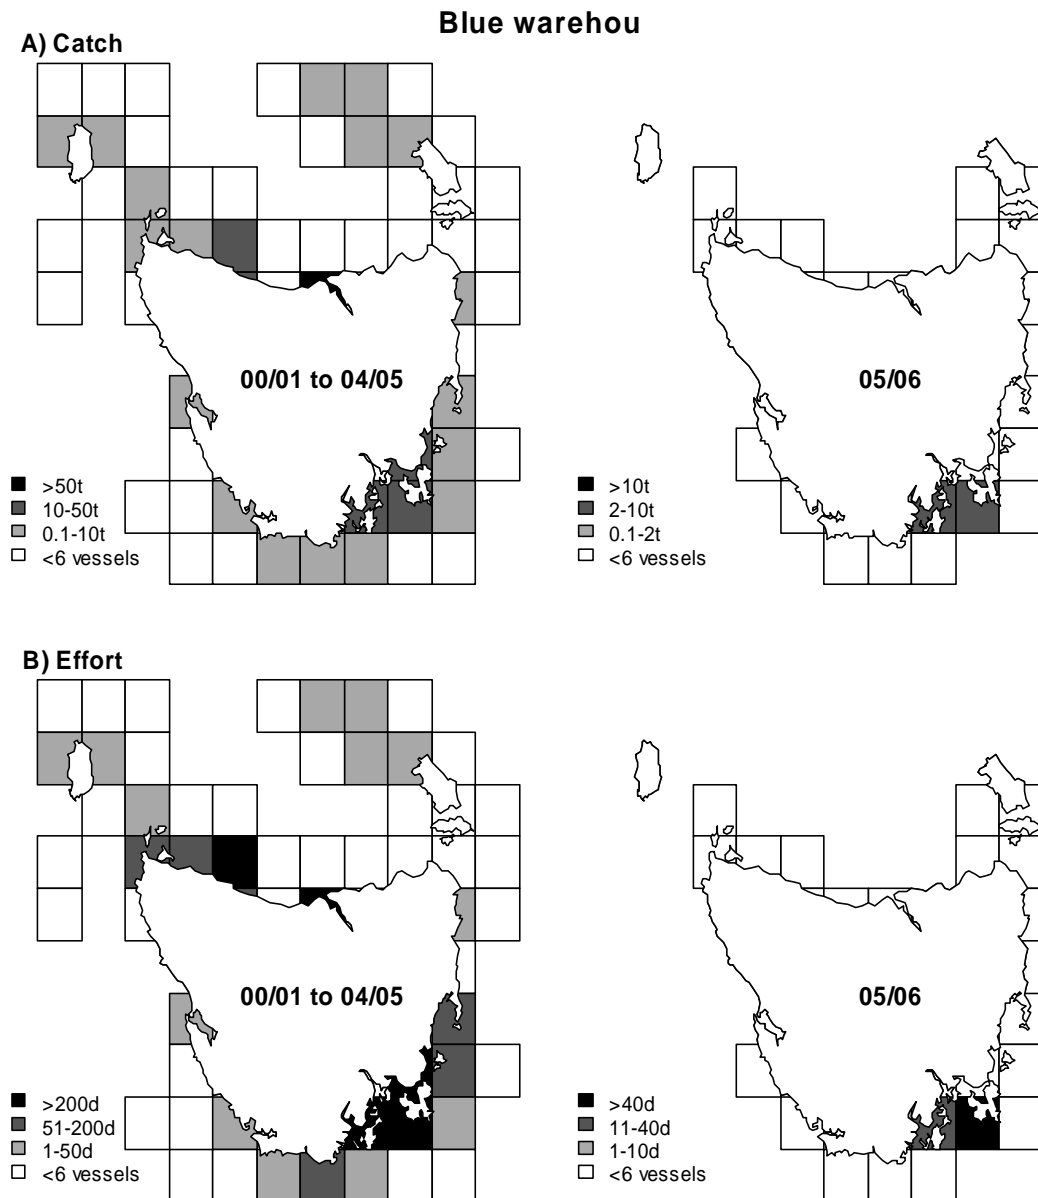 Blue warehou
A) Catch
00/01 to 04/05
05/06
>50t
10-50t
0.1-10t
<6 vessels
>10t
2-10t
0.1-2t
<6 vessels
B) Effort
00/01 to 04/05
05/06
>200d
51-200d
1-50d
<6 vessels
>40d
11-40d
1-10d
<6 vessels